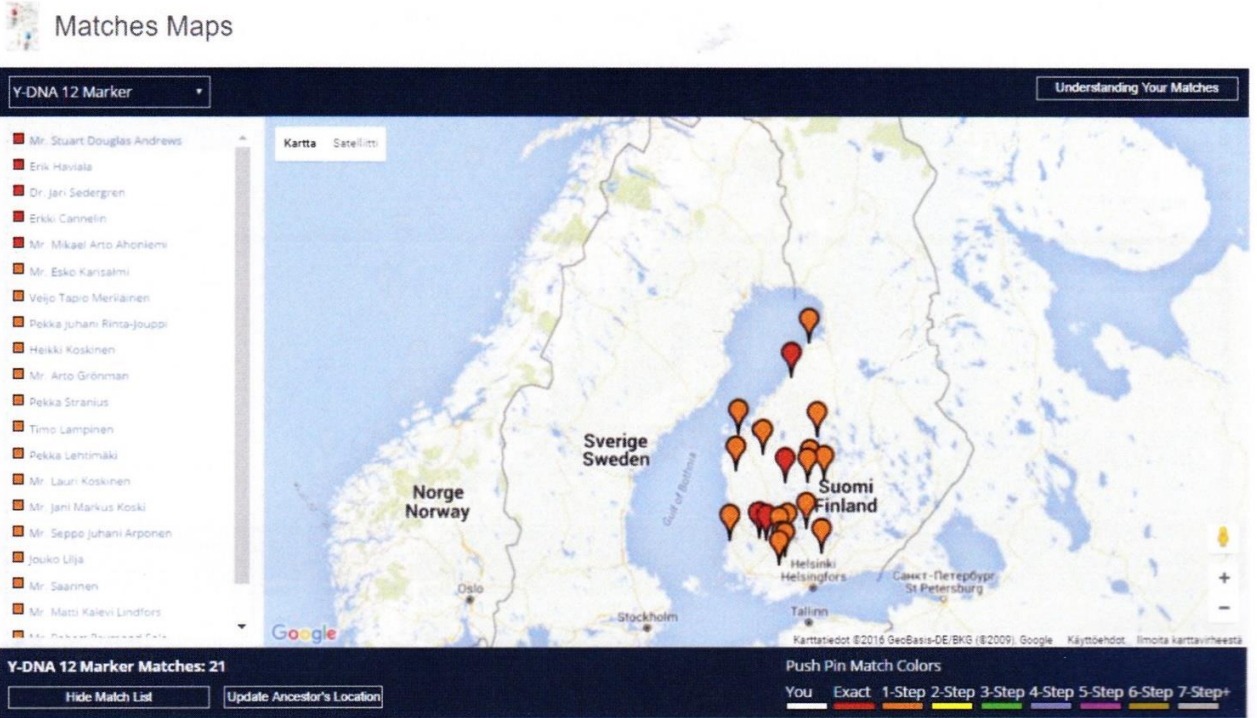 Matches Maps
Y-DNA 12 Marker
Understanding Your Matches
Mr. Stuart Douglas Andrews
Erik Haviala
Dr. Jari Sedergren
Erkki Cannelin
Mr. Mikael Arto Ahoniemi
Mr. Esko Kansalmi
Veijo Tapio Meriläinen
Pekka Juhani Rinta-Jouppi
Heikki Koskinen
Mr. Arto Grönman
Pekka Stranius
Timo Lampinen
Pekka Lehtimäki
Mr. Lauri Koskinen
Mr. Jani Markus Koski
Mr. Seppo Juhani Arponen
Jouko Lilja
Mr. Saarinen
Mr. Matti Kalevi Lindfors
Kartta Satelliitti
Sverige
Sweden
Norge
Norway
Gulf of Bothnia
Suomi
Finland
Helsinki
Helsingfors
Санкт-Петербург
St Petersburg
Oslo
Stockholm
Tallinn
Google
Karttatiedot ©2016 GeoBasis-DE/BKG (©2009), Google Käyttöehdot Ilmoita karttavirheestä
Y-DNA 12 Marker Matches: 21
Hide Match List
Update Ancestor's Location
Push Pin Match Colors
You Exact 1-Step 2-Step 3-Step 4-Step 5-Step 6-Step 7-Step+